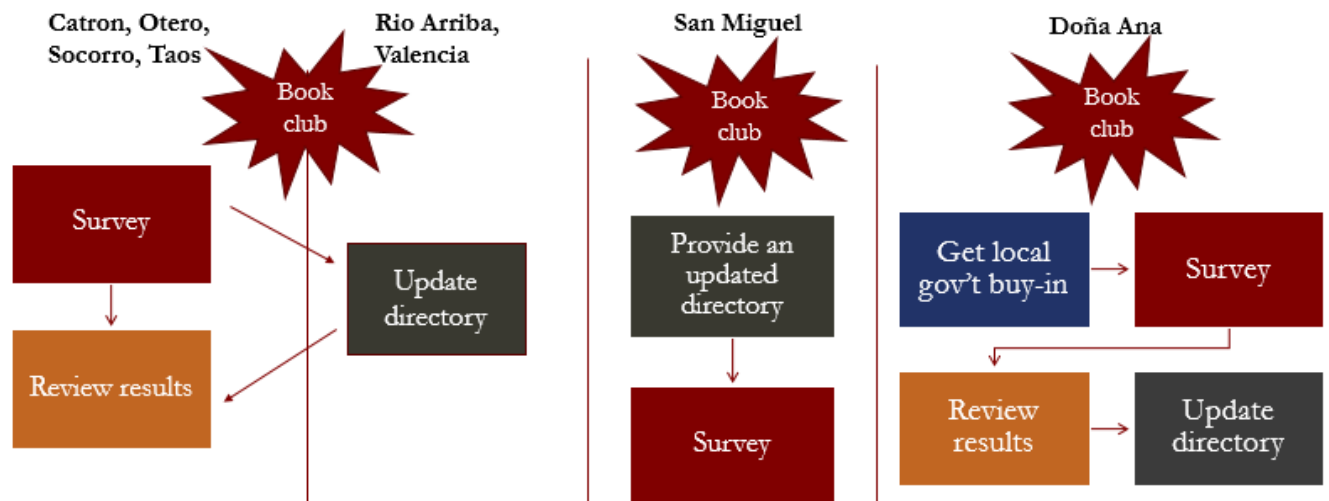 Catron, Otero,
Socorro, Taos
Rio Arriba,
Valencia
Book
club
Survey
Update
directory
Review results
San Miguel
Book
club
Provide an
updated
directory
Survey
Doña Ana
Book
club
Get local
gov't buy-in
Survey
Review
results
Update
directory